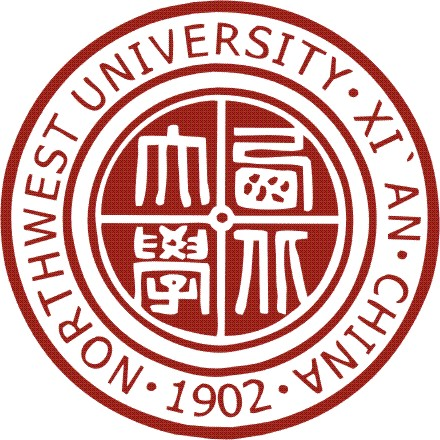 NORTHWEST UNIVERSITY · XI`AN · CHINA · 1902 ·
西大
北學